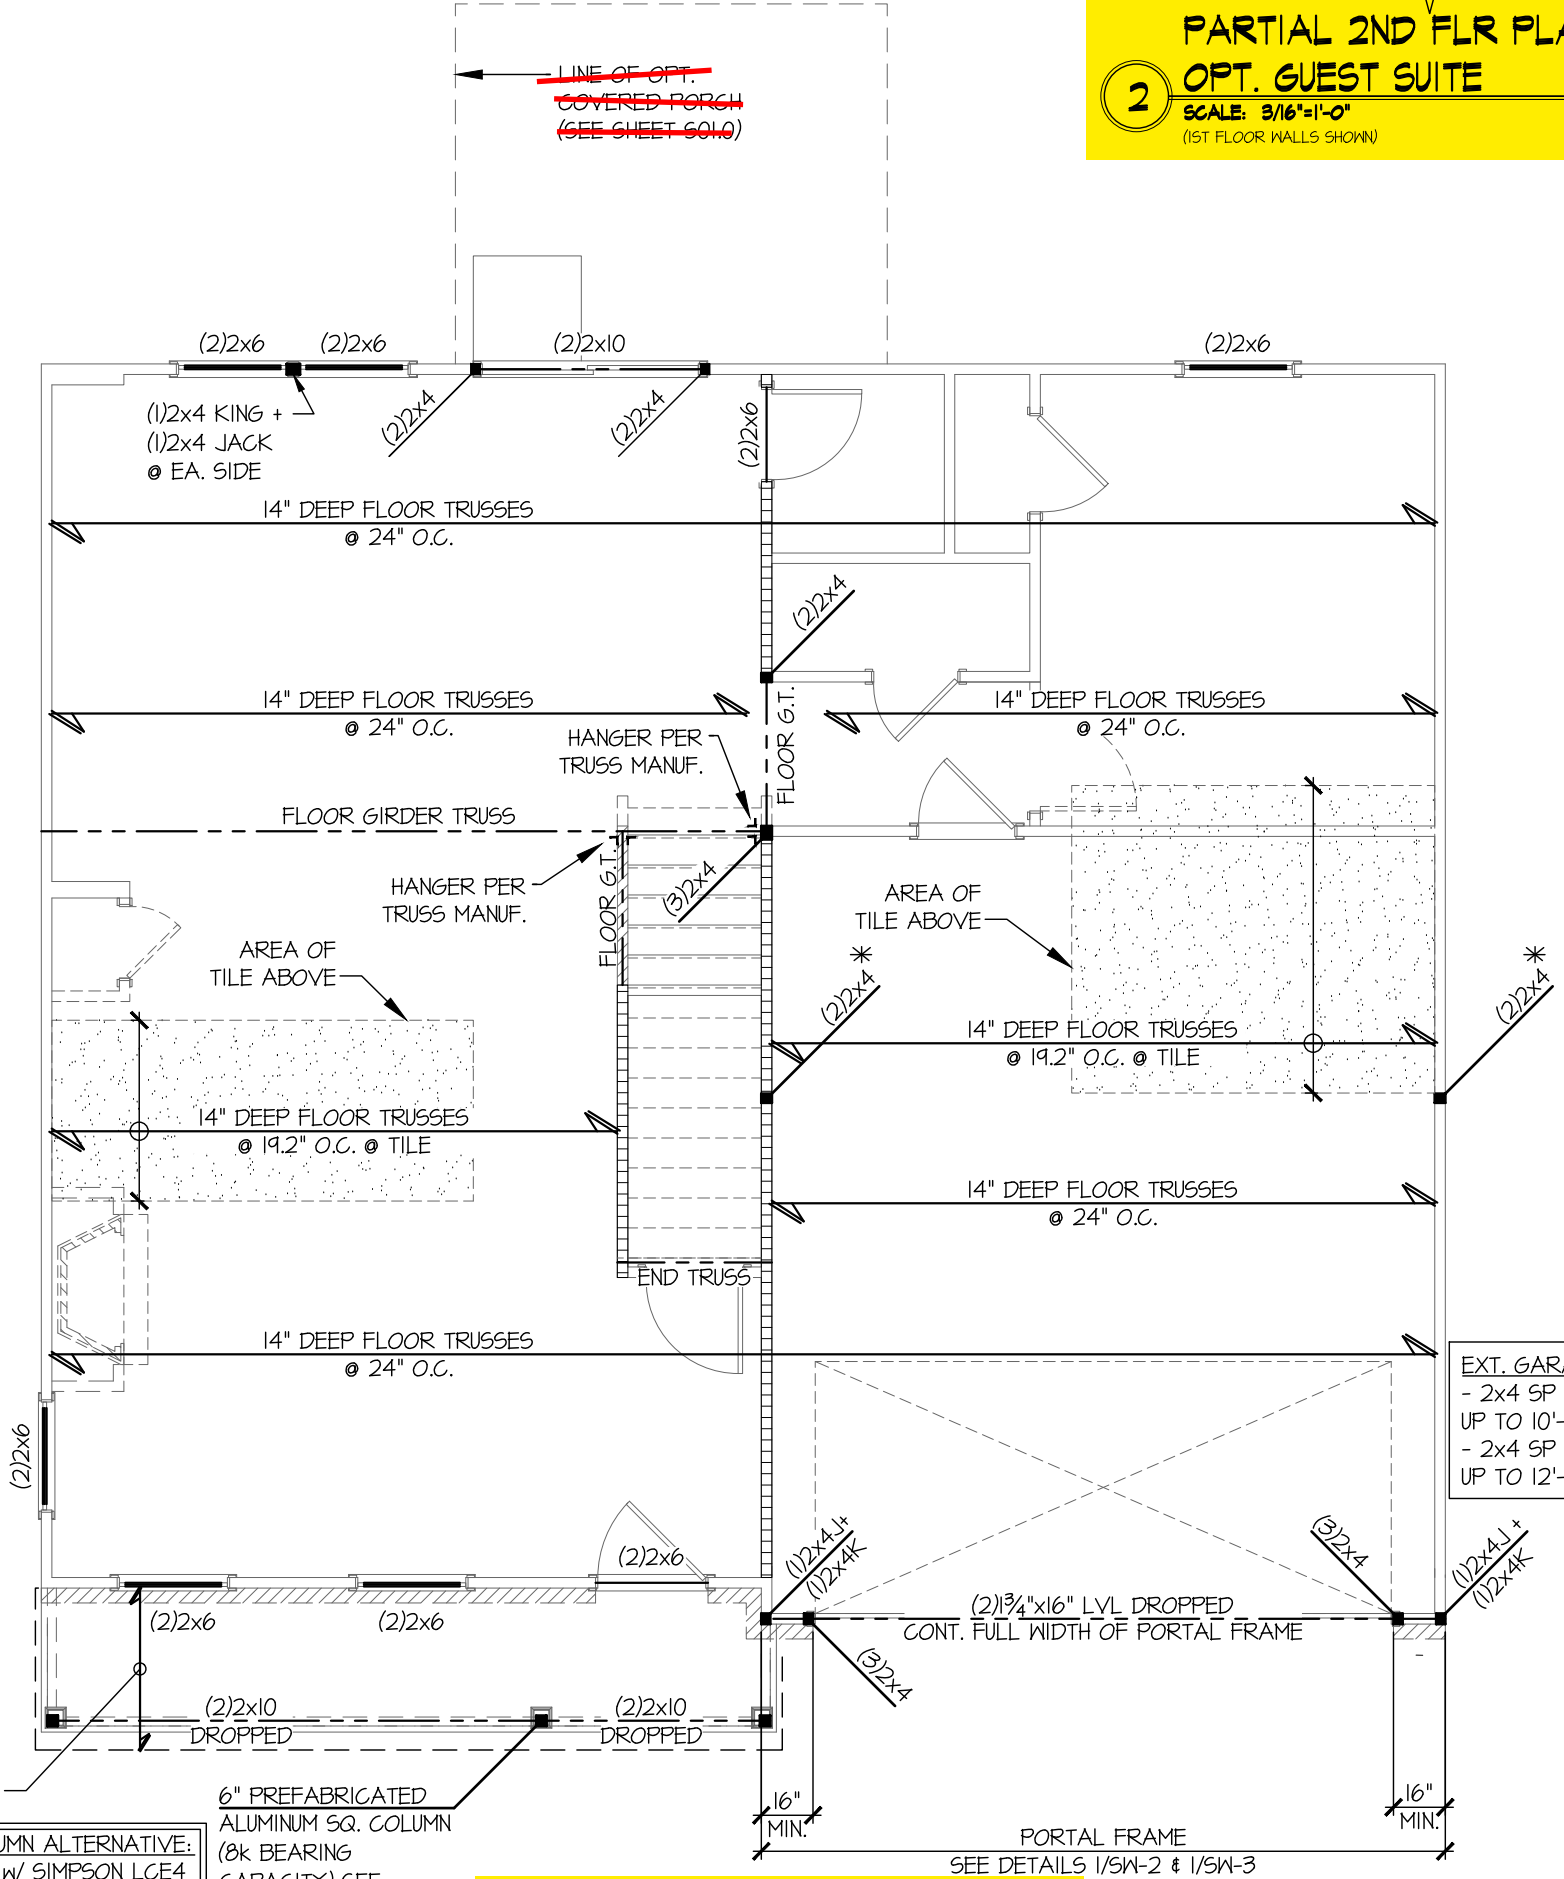 PARTIAL 2ND FLR
OPT. GUEST SUITE
2
SCALE: 3/16"=1'-0"
(1ST FLOOR WALLS SHOWN)
LINE OF OPT.
COVERED PORCH
(SEE SHEET S01.0)
(2)2x6
(2)2x6
(2)2x10
(2)2x6
(1)2x4 KING +
(1)2x4 JACK
@ EA. SIDE
(2)2x4
(2)2x4
(2)2x6
14" DEEP FLOOR TRUSSES
@ 24" O.C.
(2)2x4
14" DEEP FLOOR TRUSSES
@ 24" O.C.
14" DEEP FLOOR TRUSSES
@ 24" O.C.
HANGER PER
TRUSS MANUF.
FLOOR G.T.
FLOOR GIRDER TRUSS
HANGER PER
TRUSS MANUF.
FLOOR G.T.
(3)2x4
AREA OF
TILE ABOVE
AREA OF
TILE ABOVE
*
(2)2x4
*
(2)2x4
14" DEEP FLOOR TRUSSES
@ 19.2" O.C. @ TILE
14" DEEP FLOOR TRUSSES
@ 19.2" O.C. @ TILE
14" DEEP FLOOR TRUSSES
@ 24" O.C.
END TRUSS
14" DEEP FLOOR TRUSSES
@ 24" O.C.
EXT.
- 2x4 SP
UP TO 10'-
- 2x4 SP
UP TO 12'-
(2)2x6
(2)2x6
(1)2x4J+
(1)2x4K
(3)2x4
(1)2x4J +
(1)2x4K
(2)2x6
(2)2x6
(2)1¾"x16" LVL DROPPED
CONT. FULL WIDTH OF PORTAL FRAME
(3)2x4
(2)2x10
DROPPED
(2)2x10
DROPPED
6" PREFABRICATED
ALUMINUM SQ. COLUMN
(8k BEARING
CAPACITY) SEE
ALTERNATIVE:
W/ SIMPSON LCE4
16"
MIN.
16"
MIN.
PORTAL FRAME
SEE DETAILS 1/SW-2 & 1/SW-3